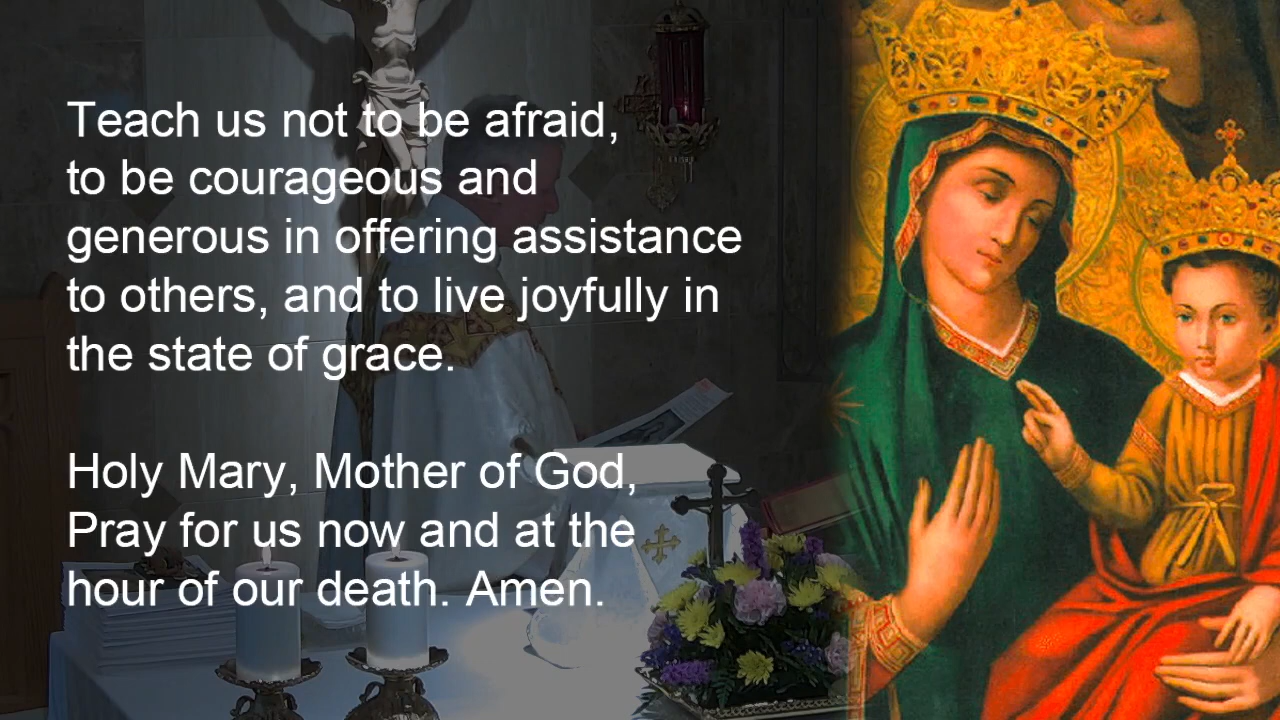 Teach us not to be afraid,
to be courageous and
generous in offering assistance
to others, and to live joyfully in
the state of grace.
Holy Mary, Mother of God,
Pray for us now and at the
hour of our death. Amen.